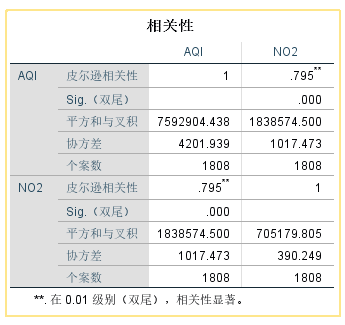 相关性
AQI NO2
AQI 皮尔逊相关性 1 .795**
Sig.（双尾） .000
平方和与叉积 7592904.438 1838574.500
协方差 4201.939 1017.473
个案数 1808 1808
NO2 皮尔逊相关性 .795** 1
Sig.（双尾） .000
平方和与叉积 1838574.500 705179.805
协方差 1017.473 390.249
个案数 1808 1808
**. 在 0.01 级别（双尾），相关性显著。